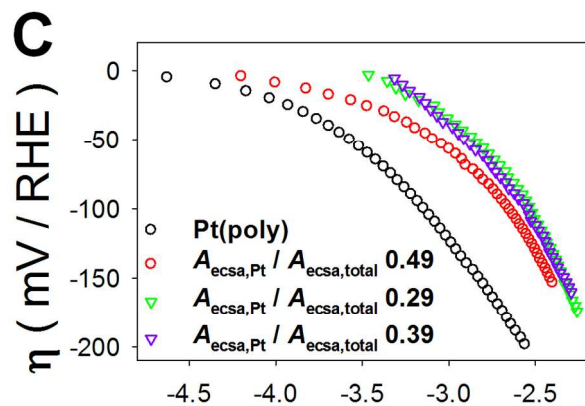 C
η ( mV / RHE )
0
-50
-100
-150
-200
Pt(poly)
Aecsa,Pt / Aecsa,total 0.49
Aecsa,Pt / Aecsa,total 0.29
Aecsa,Pt / Aecsa,total 0.39
-4.5 -4.0 -3.5 -3.0 -2.5